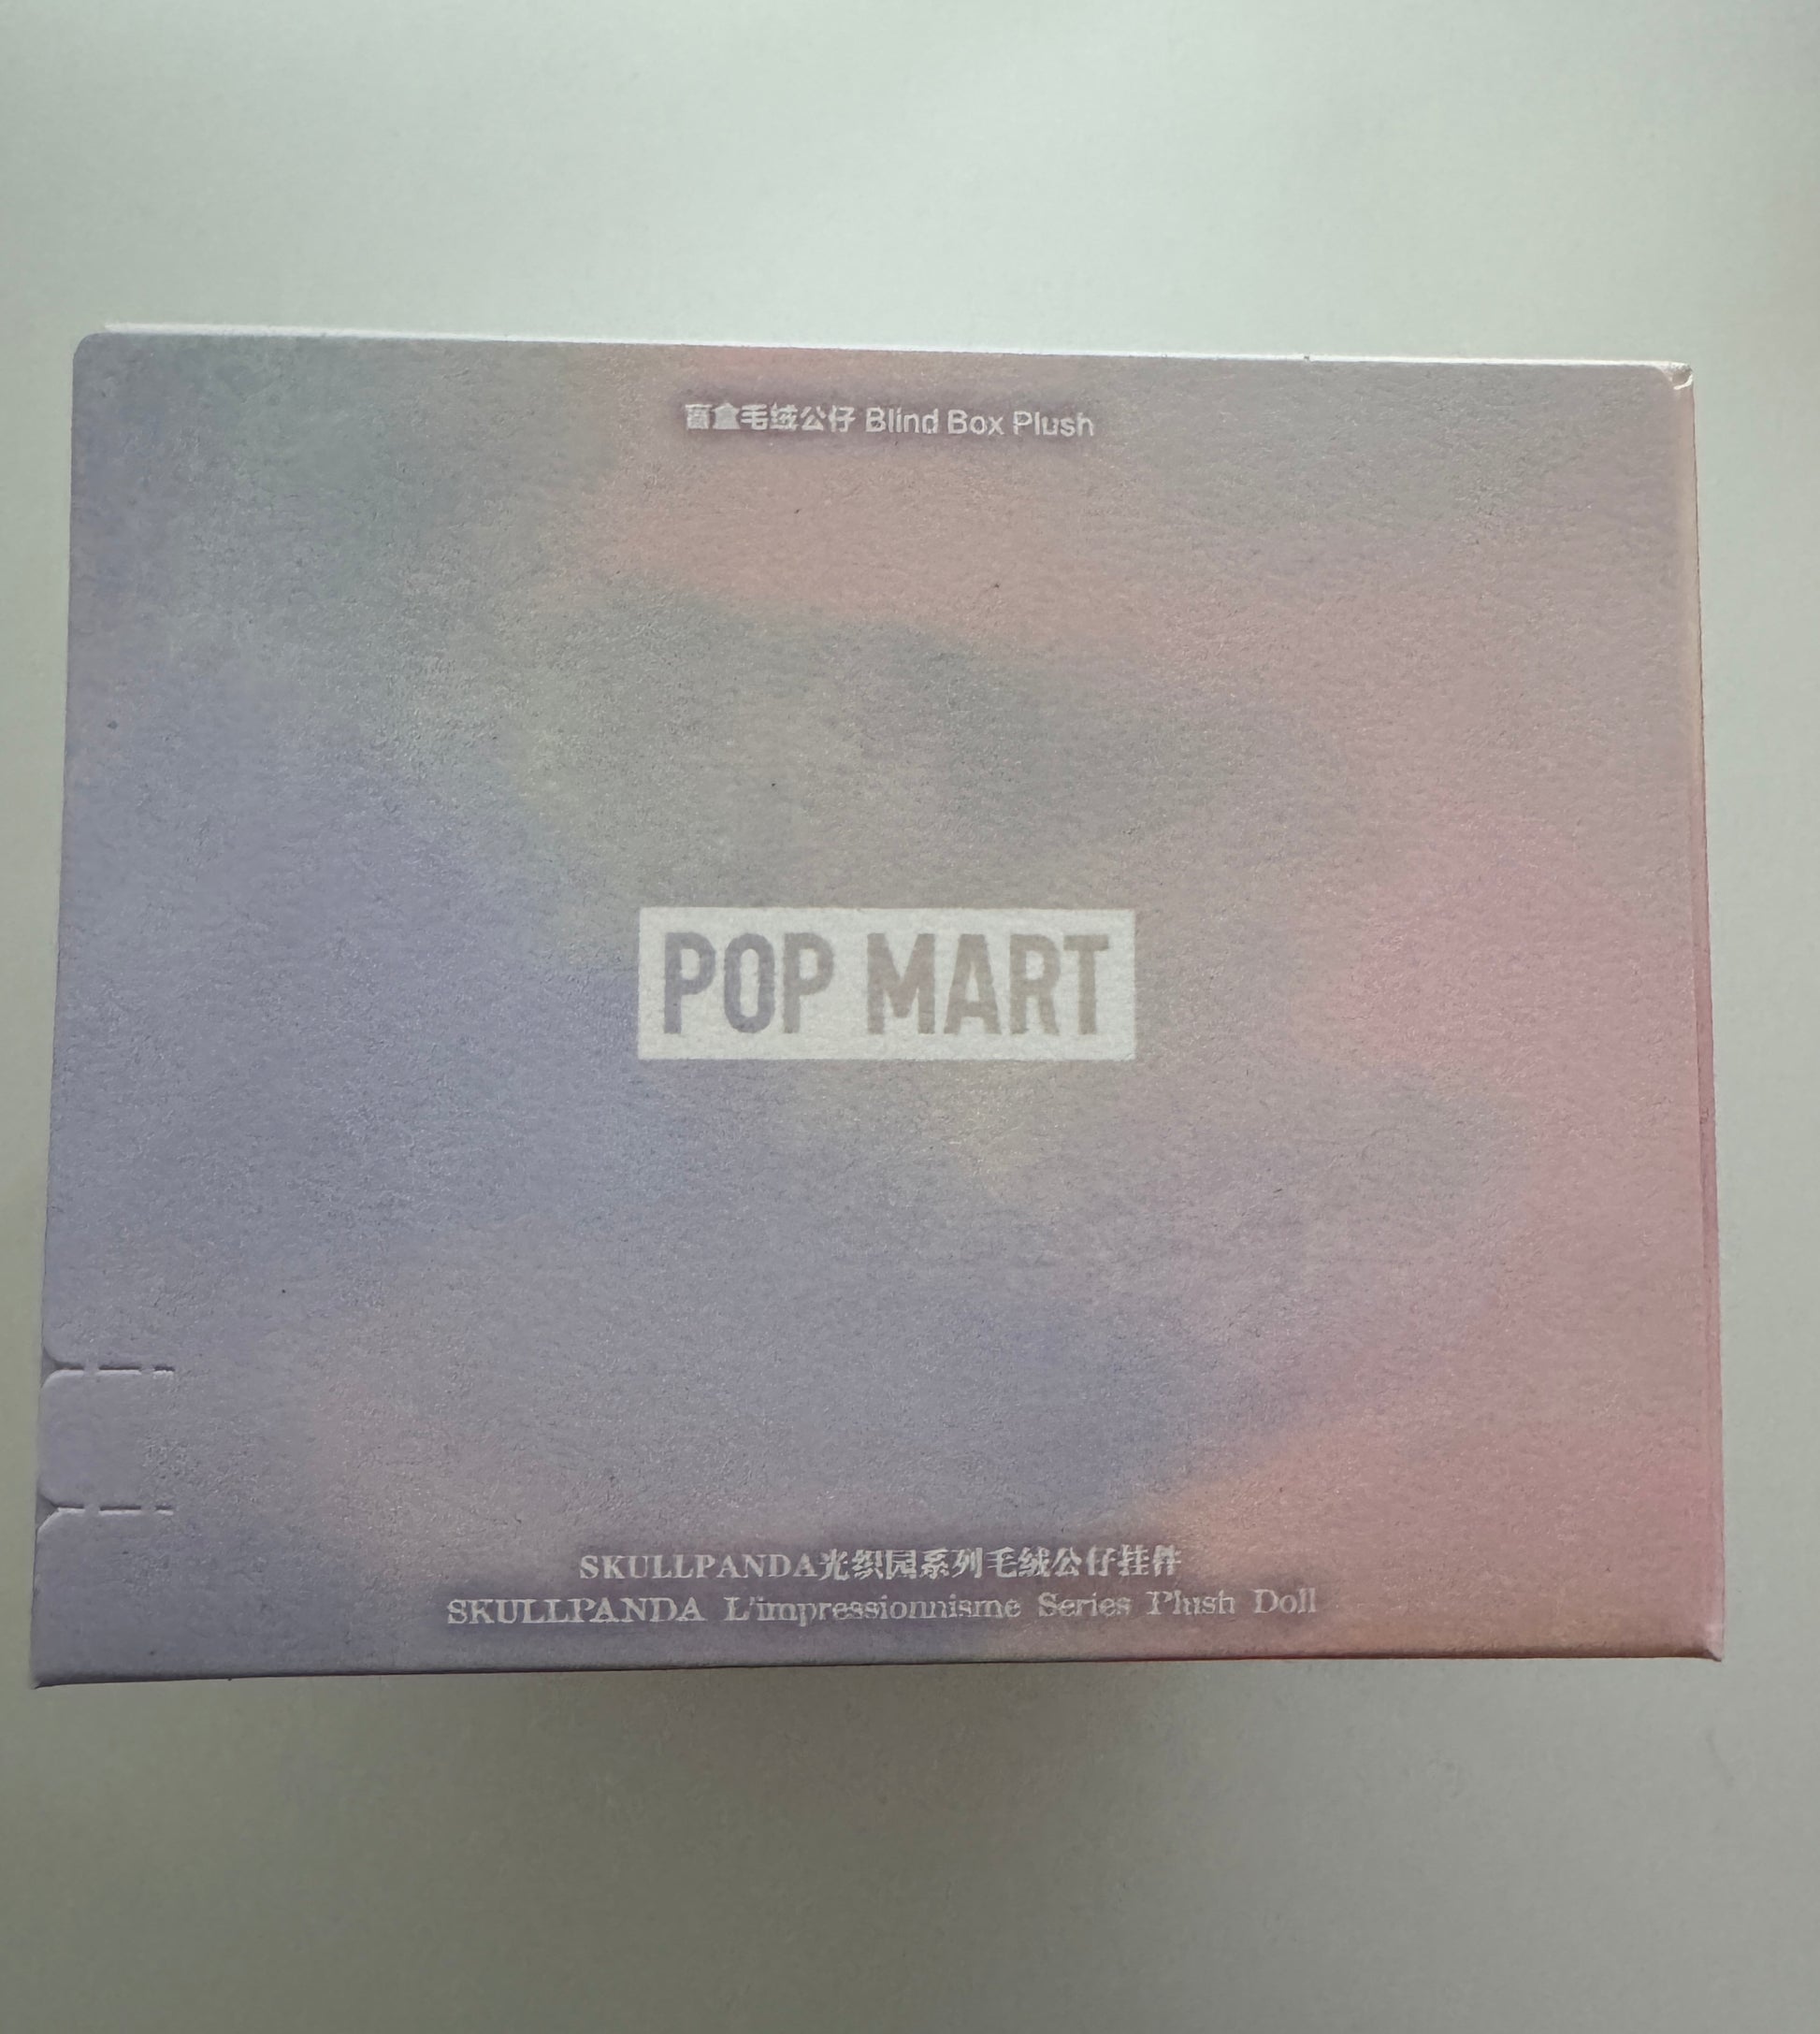 盲盒毛绒公仔 Blind Box Plush
POP MART
SKULLPANDA光织园系列毛绒公仔挂件
SKULLPANDA L'impressionnisme Series Plush Doll